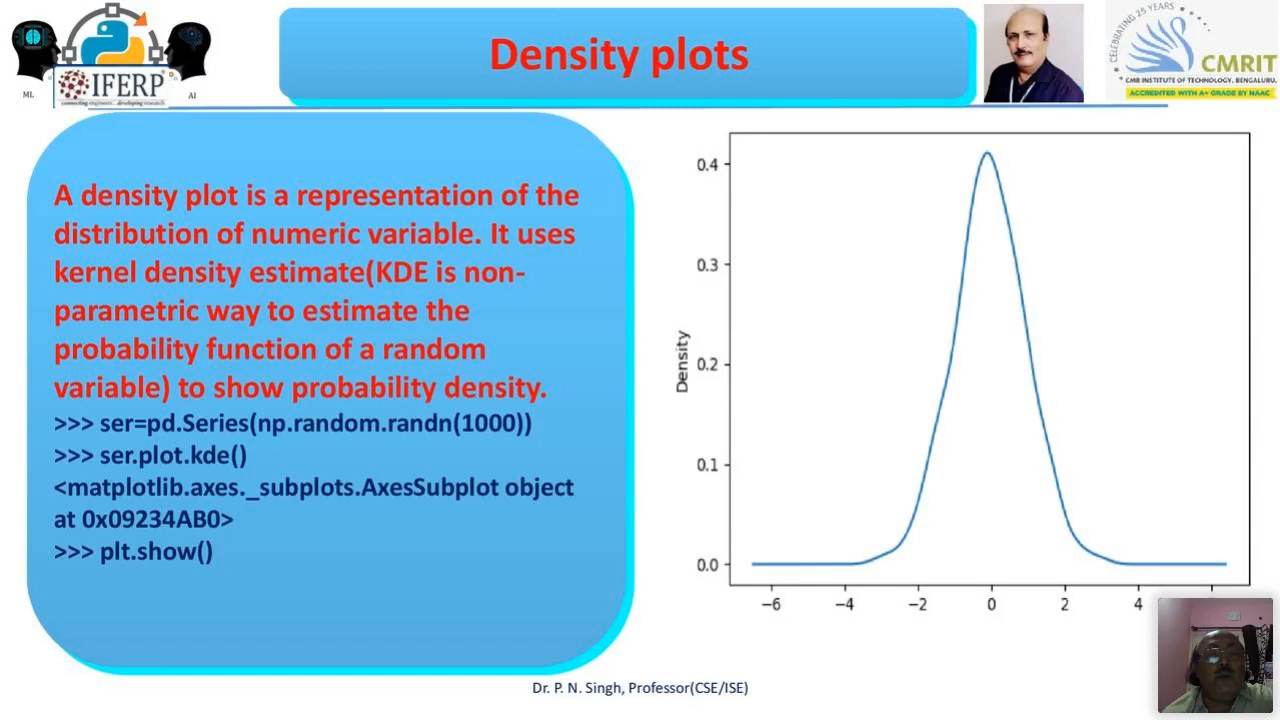 ML
IFERP
connecting engineers... developing research
AI
Density plots
CELEBRATING 25 YEARS
CMRIT
CMR INSTITUTE OF TECHNOLOGY, BENGALURU.
ACCREDITED WITH A+ GRADE BY NAAC
A density plot is a representation of the
distribution of numeric variable. It uses
kernel density estimate(KDE is non-
parametric way to estimate the
probability function of a random
variable) to show probability density.
>>> ser=pd.Series(np.random.randn(1000))
>>> ser.plot.kde()
<matplotlib.axes._subplots.AxesSubplot object
at 0x09234AB0>
>>> plt.show()
0.4
0.3
0.2
0.1
0.0
Density
−6 −4 −2 0 2 4
Dr. P. N. Singh, Professor(CSE/ISE)